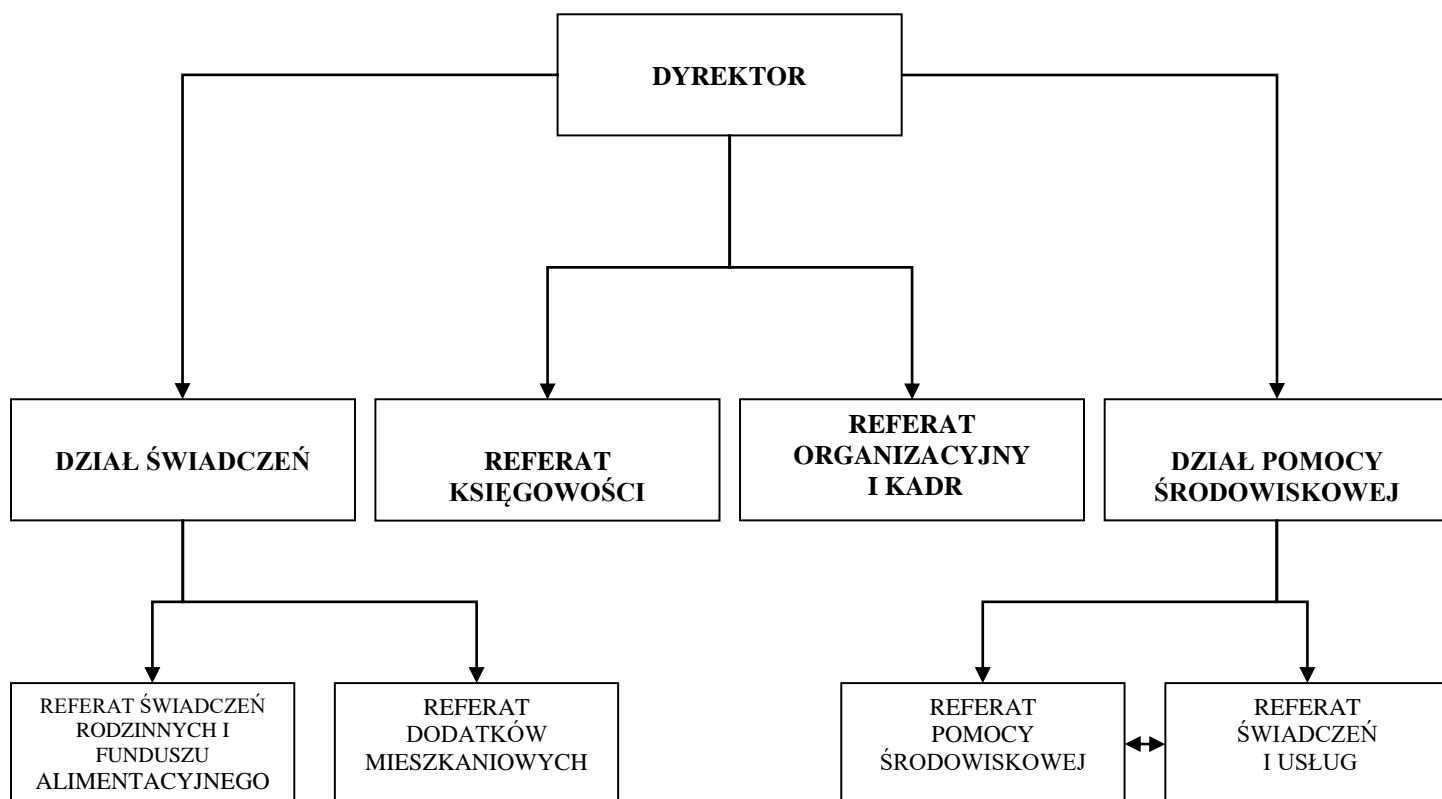 DYREKTOR
DZIAŁ ŚWIADCZEŃ
REFERAT
KSIĘGOWOŚCI
REFERAT
ORGANIZACYJNY
I KADR
DZIAŁ POMOCY
ŚRODOWISKOWEJ
REFERAT ŚWIADCZEŃ
RODZINNYCH I
FUNDUSZU
ALIMENTACYJNEGO
REFERAT
DODATKÓW
MIESZKANIOWYCH
REFERAT
POMOCY
ŚRODOWISKOWEJ
REFERAT
ŚWIADCZEŃ
I USŁUG